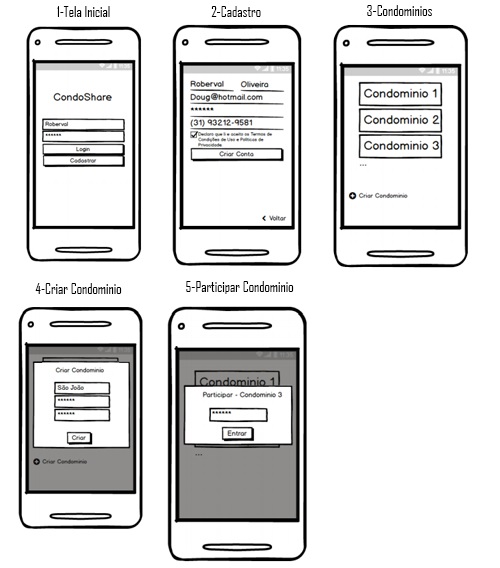 1-Tela Inicial
CondoShare
Roberval
******
Login
Cadastrar
2-Cadastro
Roberval Oliveira
Doug@hotmail.com
******
(31) 93212-9581
Declaro que li e aceito os Termos de
Condições de Uso e Políticas de
Privacidade.
Criar Conta
Voltar
3-Condominios
Condominio 1
Condominio 2
Condominio 3
...
Criar Condominio
4-Criar Condominio
Criar Condominio
São João
******
******
Criar
Criar Condominio
5-Participar Condominio
Condominio 1
Participar - Condominio 3
******
Entrar
...